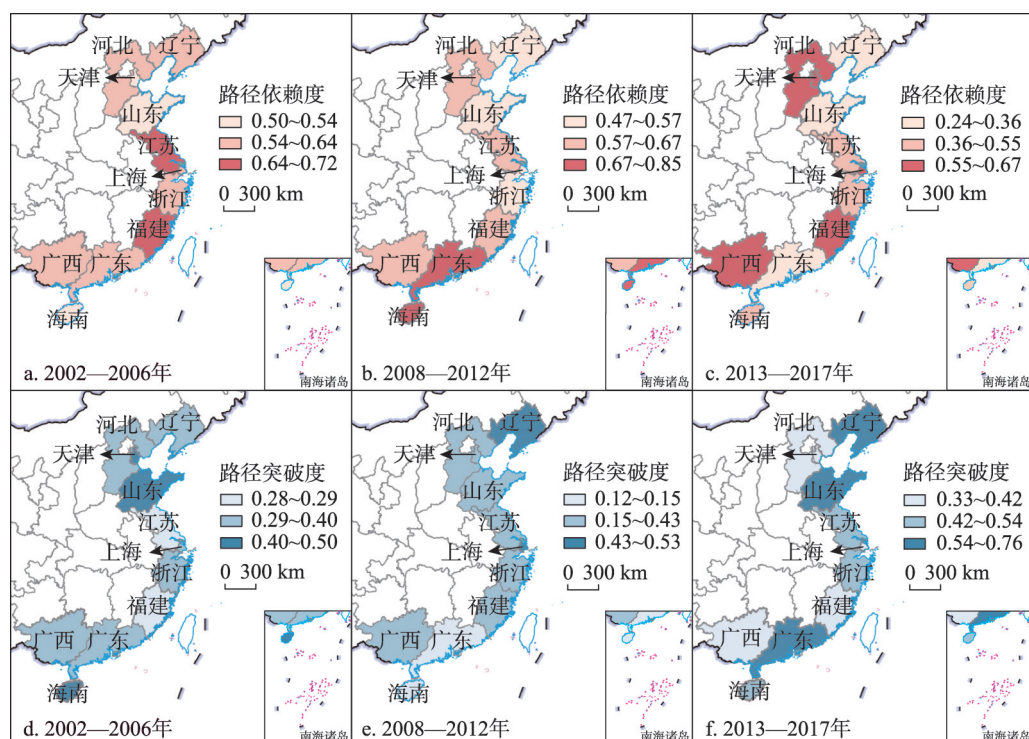 河北
辽宁
天津
山东
江苏
上海
浙江
福建
广西
广东
海南
路径依赖度
0.50~0.54
0.54~0.64
0.64~0.72
0 300 km
南海诸岛
a. 2002—2006年
河北
辽宁
天津
山东
江苏
上海
浙江
福建
广西
广东
海南
路径依赖度
0.47~0.57
0.57~0.67
0.67~0.85
0 300 km
南海诸岛
b. 2008—2012年
河北
辽宁
天津
山东
江苏
上海
浙江
福建
广西
广东
海南
路径依赖度
0.24~0.36
0.36~0.55
0.55~0.67
0 300 km
南海诸岛
c. 2013—2017年
河北
辽宁
天津
山东
江苏
上海
浙江
福建
广西
广东
海南
路径突破度
0.28~0.29
0.29~0.40
0.40~0.50
0 300 km
南海诸岛
d. 2002—2006年
河北
辽宁
天津
山东
江苏
上海
浙江
福建
广西
广东
海南
路径突破度
0.12~0.15
0.15~0.43
0.43~0.53
0 300 km
南海诸岛
e. 2008—2012年
河北
辽宁
天津
山东
江苏
上海
浙江
福建
广西
广东
海南
路径突破度
0.33~0.42
0.42~0.54
0.54~0.76
0 300 km
南海诸岛
f. 2013—2017年